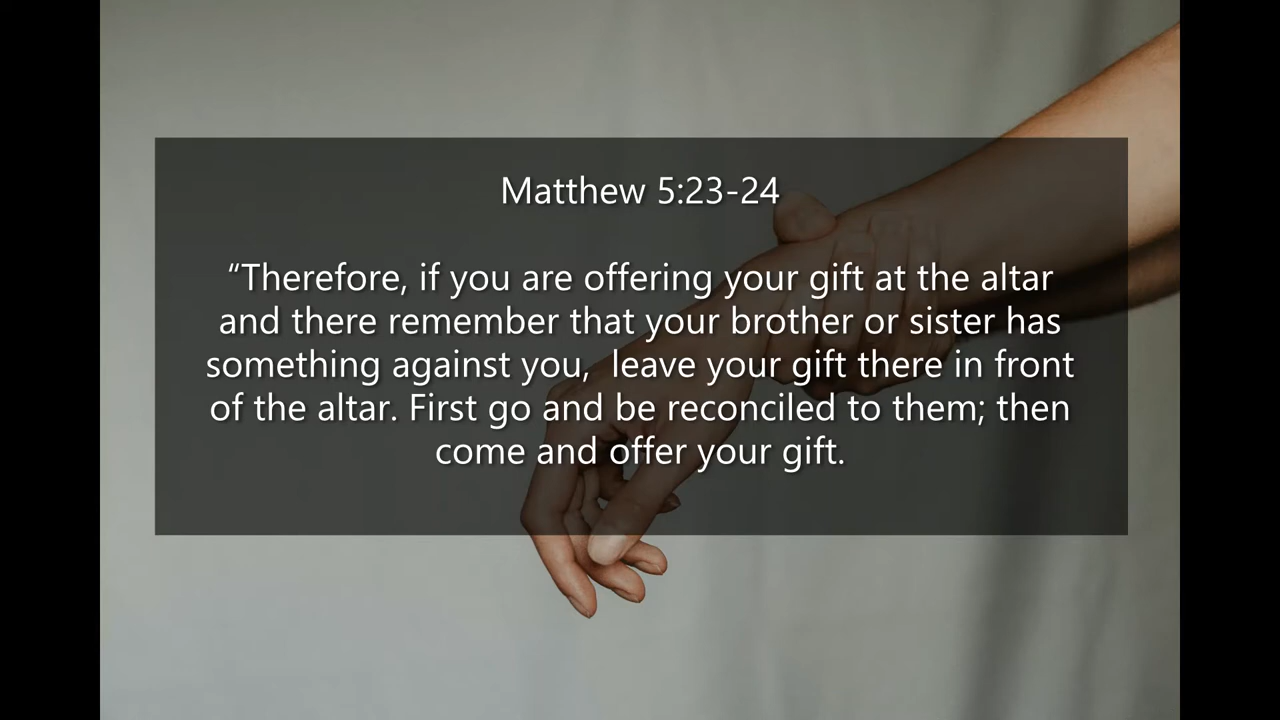 Matthew 5:23-24
“Therefore, if you are offering your gift at the altar
and there remember that your brother or sister has
something against you,  leave your gift there in front
of the altar. First go and be reconciled to them; then
come and offer your gift.